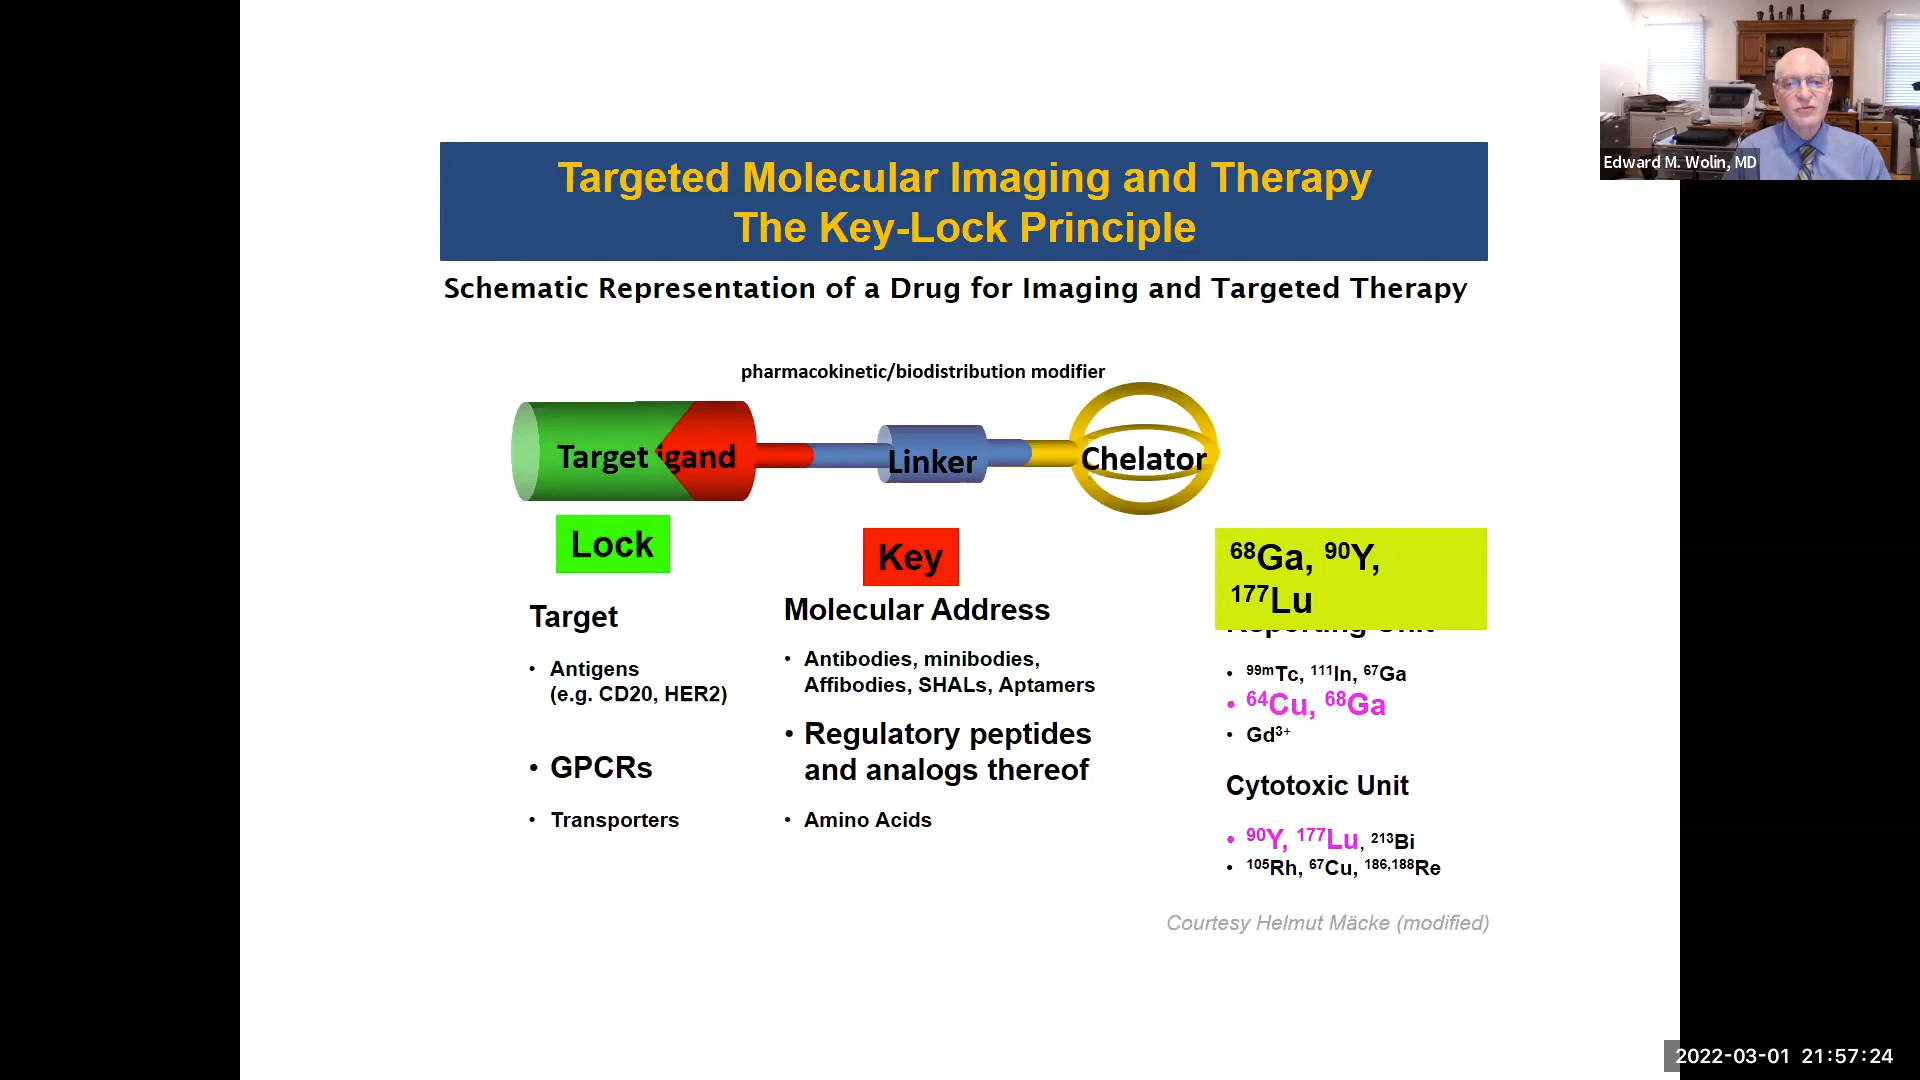 Edward M. Wolin, MD
Targeted Molecular Imaging and Therapy
The Key-Lock Principle
Schematic Representation of a Drug for Imaging and Targeted Therapy
pharmacokinetic/biodistribution modifier
Target igand
Linker
Chelator
Lock
Key
⁶⁸Ga, ⁹⁰Y,
¹⁷⁷Lu
Target
• Antigens
(e.g. CD20, HER2)
• GPCRs
• Transporters
Molecular Address
• Antibodies, minibodies,
Affibodies, SHALs, Aptamers
• Regulatory peptides
and analogs thereof
• Amino Acids
Reporting Unit
• ⁹⁹ᵐTc, ¹¹¹In, ⁶⁷Ga
• ⁶⁴Cu, ⁶⁸Ga
• Gd³⁺
Cytotoxic Unit
• ⁹⁰Y, ¹⁷⁷Lu, ²¹³Bi
• ¹⁰⁵Rh, ⁶⁷Cu, ¹⁸⁶,¹⁸⁸Re
Courtesy Helmut Mäcke (modified)
2022-03-01 21:57:24